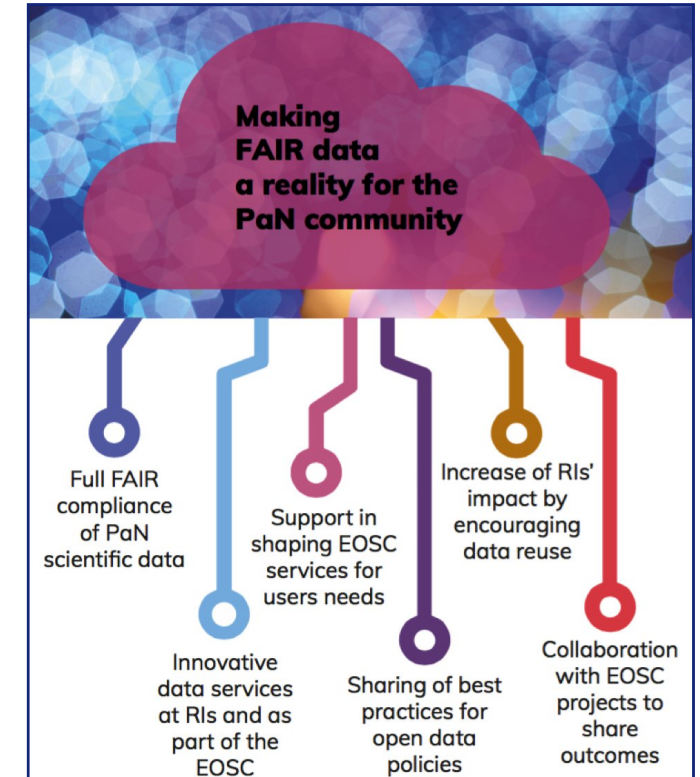 Making
FAIR data
a reality for the
PaN community
Full FAIR
compliance
of PaN
scientific data
Innovative
data services
at RIs and as
part of the
EOSC
Support in
shaping EOSC
services for
users needs
Sharing of best
practices for
open data
policies
Increase of RIs’
impact by
encouraging
data reuse
Collaboration
with EOSC
projects to
share
outcomes